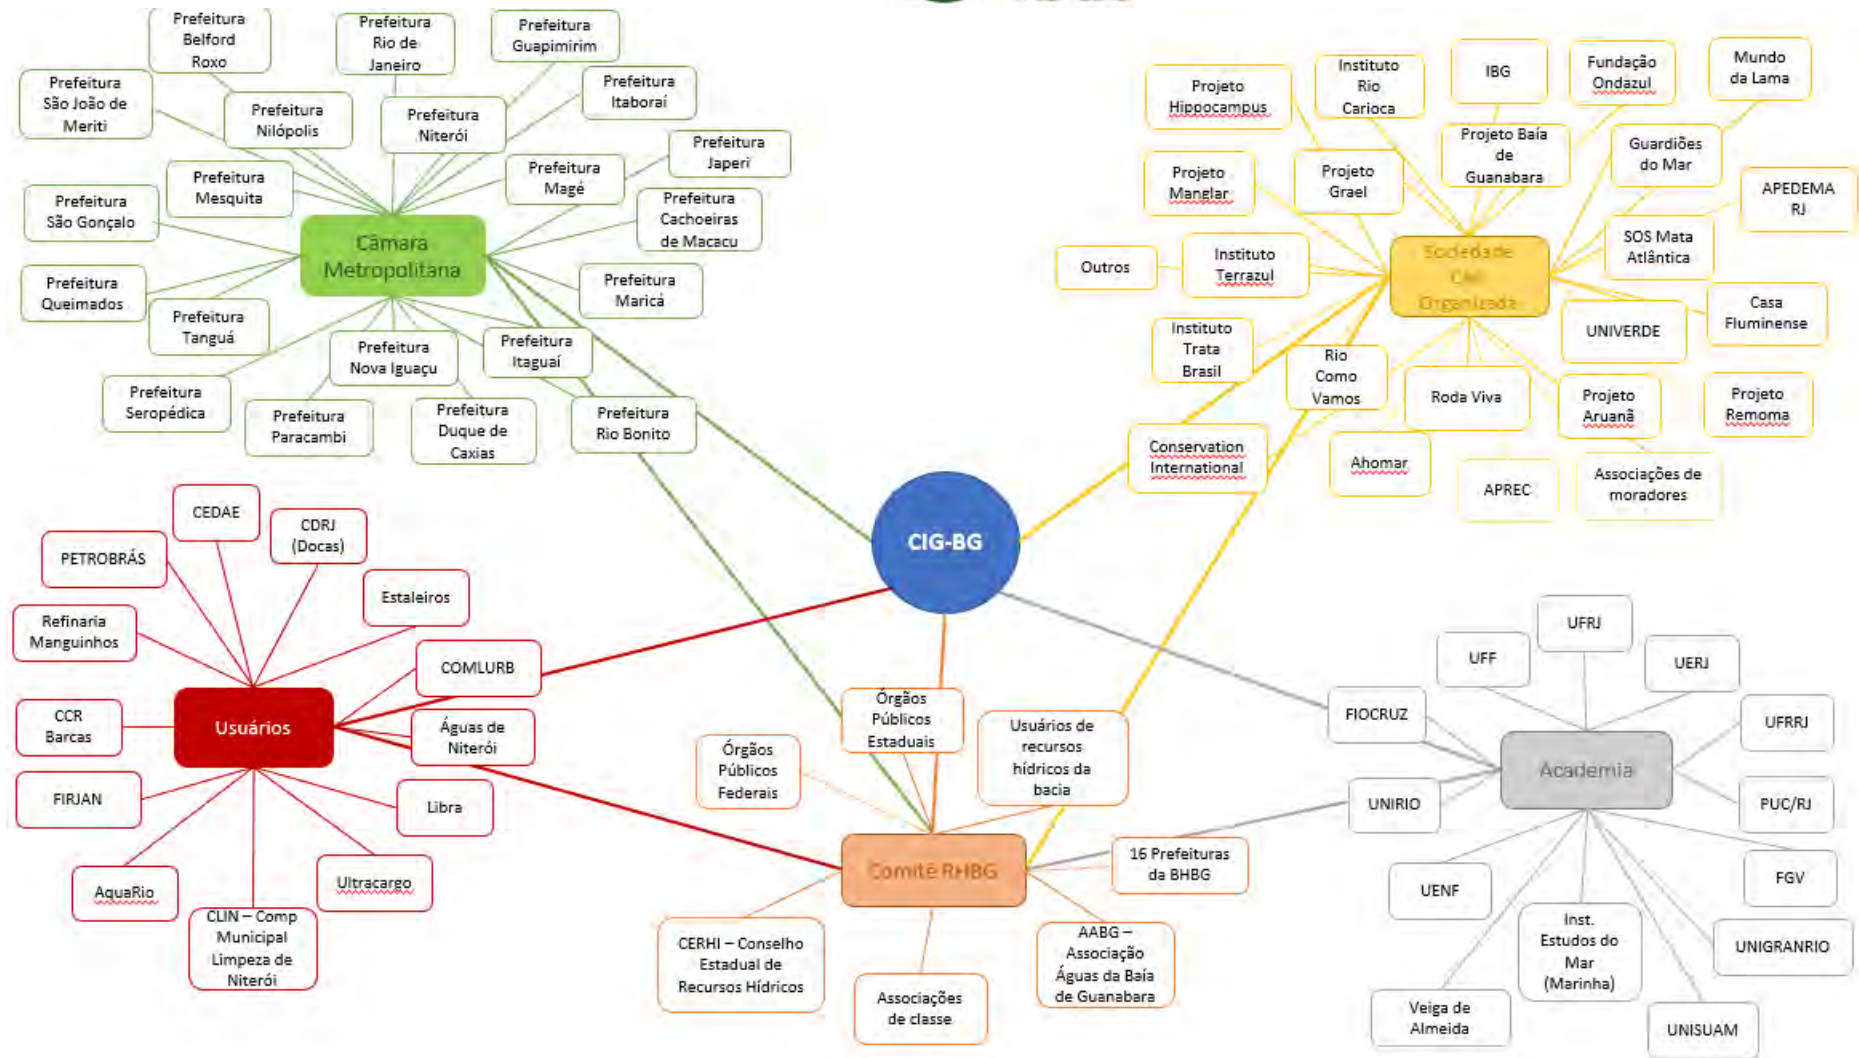 Prefeitura
Belford
Roxo
Prefeitura
Rio de
Janeiro
Prefeitura
Guapimirim
Prefeitura
São João de
Meriti
Prefeitura
Nilópolis
Prefeitura
Niterói
Prefeitura
Itaboraí
Prefeitura
Japeri
Prefeitura
Mesquita
Prefeitura
Magé
Prefeitura
São Gonçalo
Prefeitura
Cachoeiras
de Macacu
Câmara
Metropolitana
Prefeitura
Queimados
Prefeitura
Maricá
Prefeitura
Tanguá
Prefeitura
Nova Iguaçu
Prefeitura
Itaguaí
Prefeitura
Seropédica
Prefeitura
Paracambi
Prefeitura
Duque de
Caxias
Prefeitura
Rio Bonito
Projeto
Hippocampus
Instituto
Rio
Carioca
IBG
Fundação
Ondazul
Mundo
da Lama
Projeto
Manglar
Projeto
Grael
Projeto Baía
de
Guanabara
Guardiões
do Mar
APEDEMA
RJ
Outros
Instituto
Terrazul
Sociedade
Civil
Organizada
SOS Mata
Atlântica
Instituto
Trata
Brasil
Rio
Como
Vamos
UNIVERDE
Casa
Fluminense
Roda Viva
Projeto
Aruanã
Projeto
Remoma
Conservation
International
Ahomar
APREC
Associações de
moradores
CIG-BG
CEDAE
CDRJ
(Docas)
PETROBRÁS
Estaleiros
Refinaria
Manguinhos
COMLURB
CCR
Barcas
Usuários
Águas de
Niterói
FIRJAN
Libra
AquaRio
Ultracargo
CLIN – Comp
Municipal
Limpeza de
Niterói
Órgãos
Públicos
Federais
Órgãos
Públicos
Estaduais
Usuários de
recursos
hídricos da
bacia
Comitê RHBG
16 Prefeituras
da BHBG
CERHI – Conselho
Estadual de
Recursos Hídricos
Associações
de classe
AABG –
Associação
Águas da Baía
de Guanabara
UFRJ
UFF
UERJ
FIOCRUZ
UFRRJ
Academia
UNIRIO
PUC/RJ
UENF
FGV
Inst.
Estudos do
Mar
(Marinha)
UNIGRANRIO
Veiga de
Almeida
UNISUAM